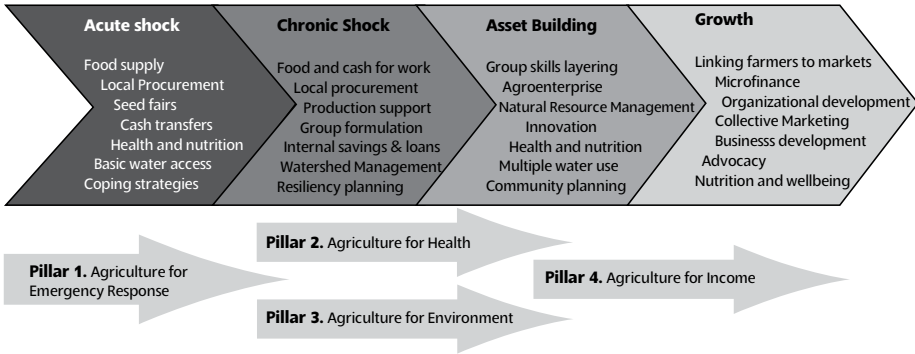 Acute shock
Food supply
Local Procurement
Seed fairs
Cash transfers
Health and nutrition
Basic water access
Coping strategies
Chronic Shock
Food and cash for work
Local procurement
Production support
Group formulation
Internal savings & loans
Watershed Management
Resiliency planning
Asset Building
Group skills layering
Agroenterprise
Natural Resource Management
Innovation
Health and nutrition
Multiple water use
Community planning
Growth
Linking farmers to markets
Microfinance
Organizational development
Collective Marketing
Businesss development
Advocacy
Nutrition and wellbeing
Pillar 1. Agriculture for
Emergency Response
Pillar 2. Agriculture for Health
Pillar 3. Agriculture for Environment
Pillar 4. Agriculture for Income